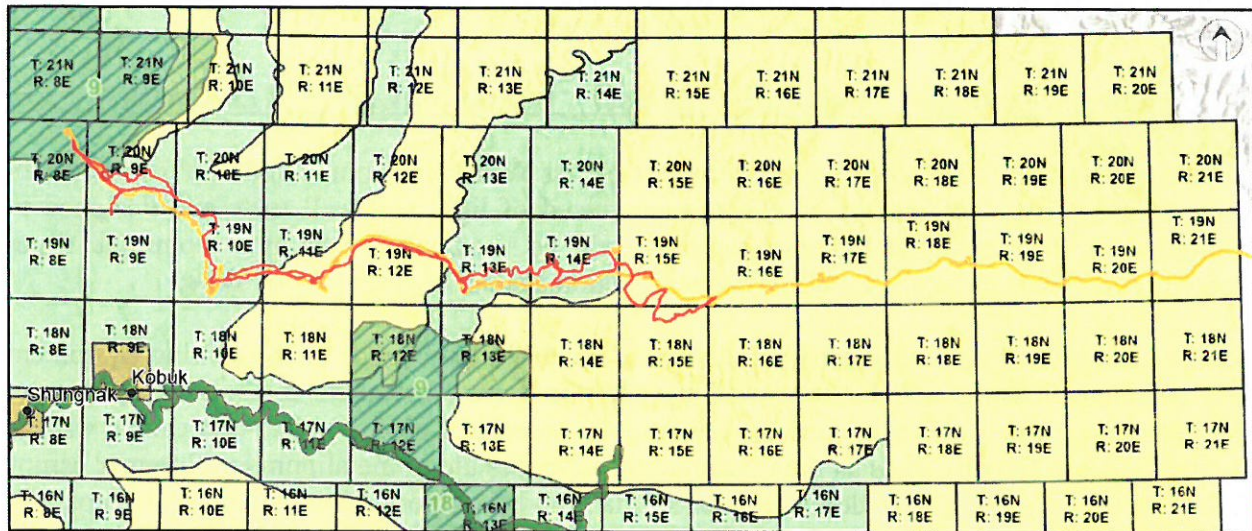 T: 21N T: 21N T: 21N T: 21N T: 21N T: 21N T: 21N T: 21N T: 21N T: 21N T: 21N T: 21N T: 21N
R: 8E R: 9E R: 10E R: 11E R: 12E R: 13E R: 14E R: 15E R: 16E R: 17E R: 18E R: 19E R: 20E
9
T: 20N T: 20N T: 20N T: 20N T: 20N T: 20N T: 20N T: 20N T: 20N T: 20N T: 20N T: 20N T: 20N T: 20N
R: 8E R: 9E R: 10E R: 11E R: 12E R: 13E R: 14E R: 15E R: 16E R: 17E R: 18E R: 19E R: 20E R: 21E
T: 19N T: 19N T: 19N T: 19N T: 19N T: 19N T: 19N T: 19N T: 19N T: 19N T: 19N T: 19N T: 19N T: 19N
R: 8E R: 9E R: 10E R: 11E R: 12E R: 13E R: 14E R: 15E R: 16E R: 17E R: 18E R: 19E R: 20E R: 21E
T: 18N T: 18N T: 18N T: 18N T: 18N T: 18N T: 18N T: 18N T: 18N T: 18N T: 18N T: 18N T: 18N T: 18N
R: 8E R: 9E R: 10E R: 11E R: 12E R: 13E R: 14E R: 15E R: 16E R: 17E R: 18E R: 19E R: 20E R: 21E
9
Kobuk
Shungnak
T: 17N T: 17N T: 17N T: 17N T: 17N T: 17N T: 17N T: 17N T: 17N T: 17N T: 17N T: 17N T: 17N T: 17N
R: 8E R: 9E R: 10E R: 11E R: 12E R: 13E R: 14E R: 15E R: 16E R: 17E R: 18E R: 19E R: 20E R: 21E
18
T: 16N T: 16N T: 16N T: 16N T: 16N T: 16N T: 16N T: 16N T: 16N T: 16N T: 16N T: 16N T: 16N T: 16N
R: 8E R: 9E R: 10E R: 11E R: 12E R: 13E R: 14E R: 15E R: 16E R: 17E R: 18E R: 19E R: 20E R: 21E